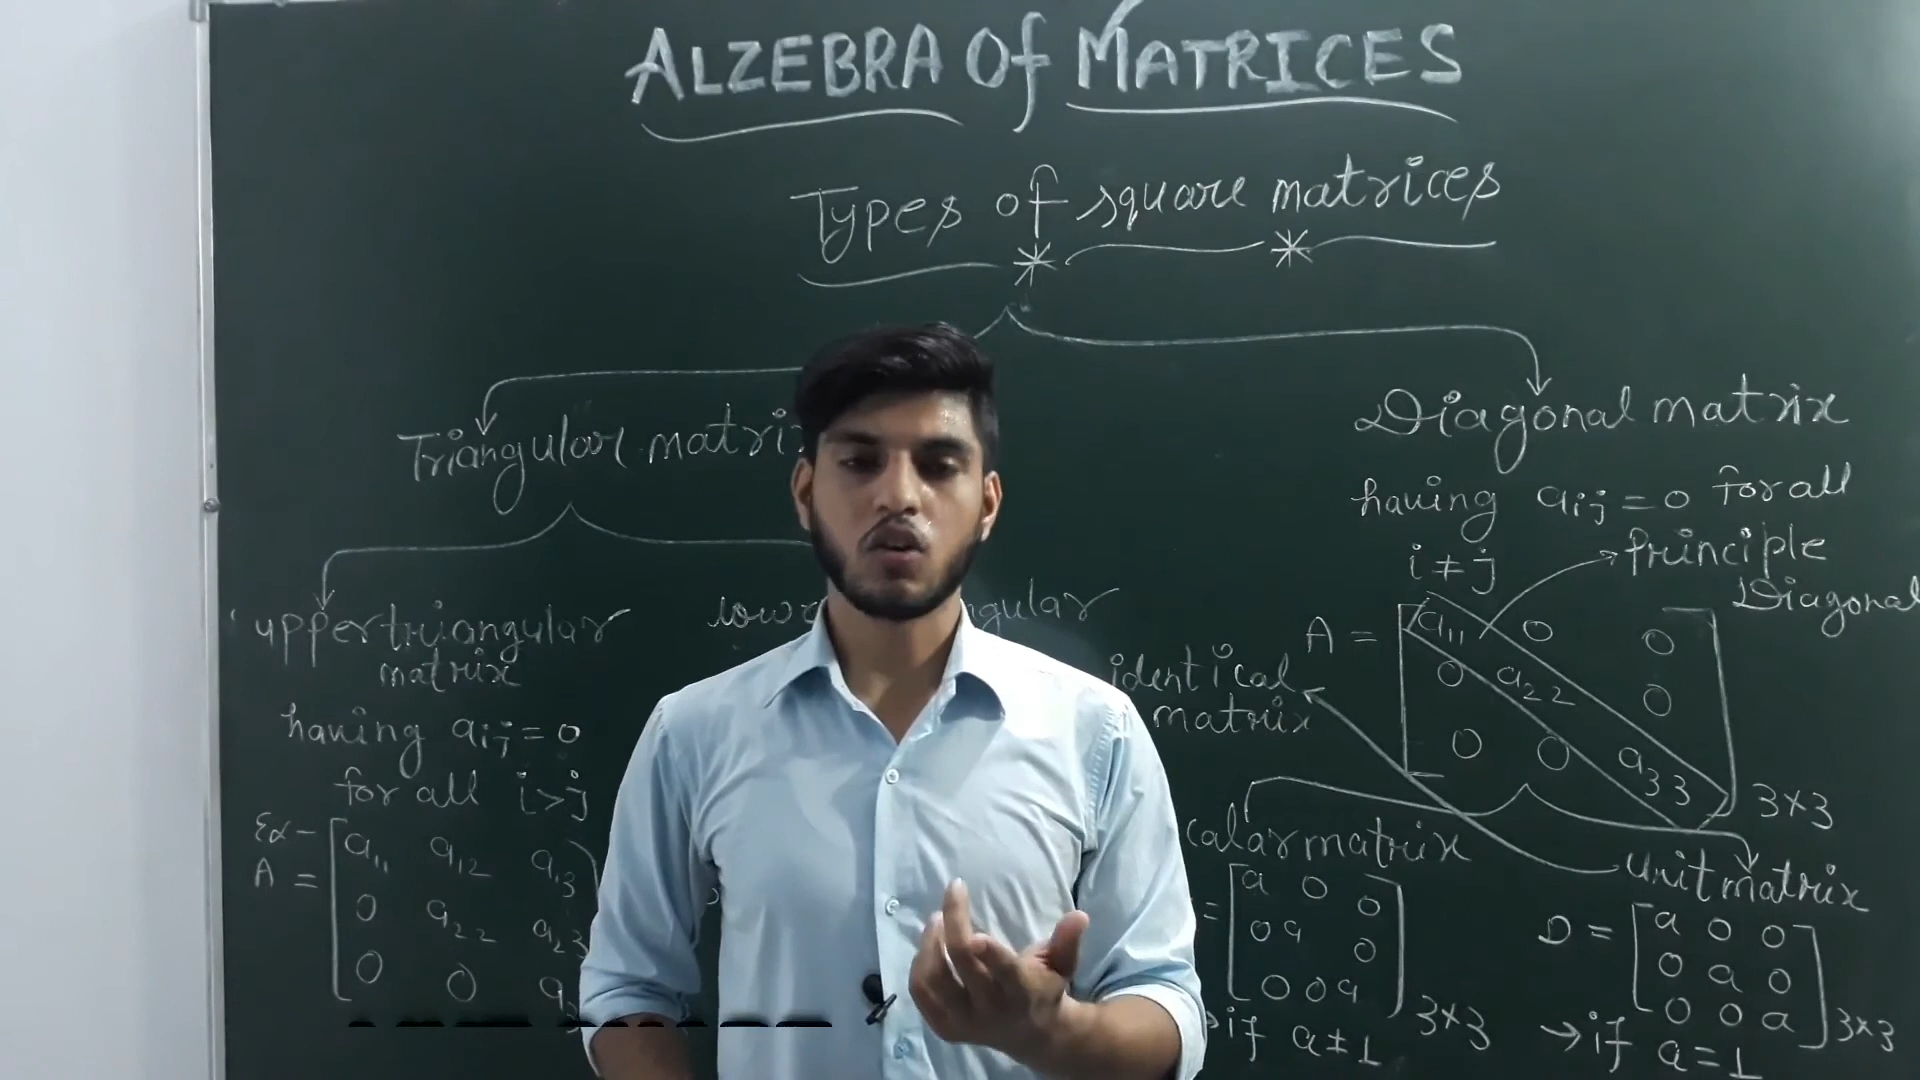 ALZEBRA Of MATRICES
Types of square matrices
Triangular matri
Diagonal matrix
having aij = 0 for all
i ≠ j
principle
Diagonal
uppertriangular
matrix
having aij = 0
for all i > j
Ex-
A = [a11 a12 a13
0 a22 a23
0 0
identical
matrix
A = [a11 0 0
0 a22 0
0 0 a33] 3×3
calar matrix
= [a 0 0
0 a 0
0 0 a] 3×3
if a ≠ 1
unit matrix
D = [a 0 0
0 a 0
0 0 a] 3×3
→ if a = 1